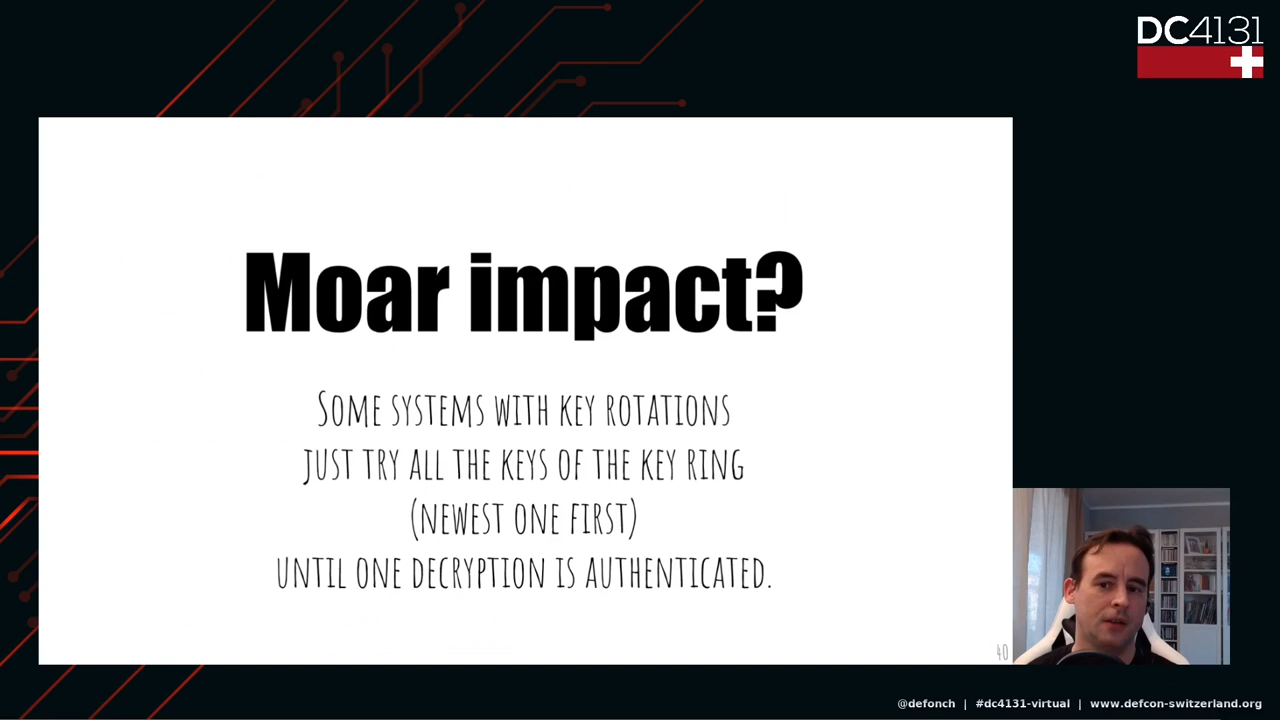 DC4131
Moar impact?
Some systems with key rotations
just try all the keys of the key ring
(newest one first)
until one decryption is authenticated.
40
@defonch | #dc4131-virtual | www.defcon-switzerland.org